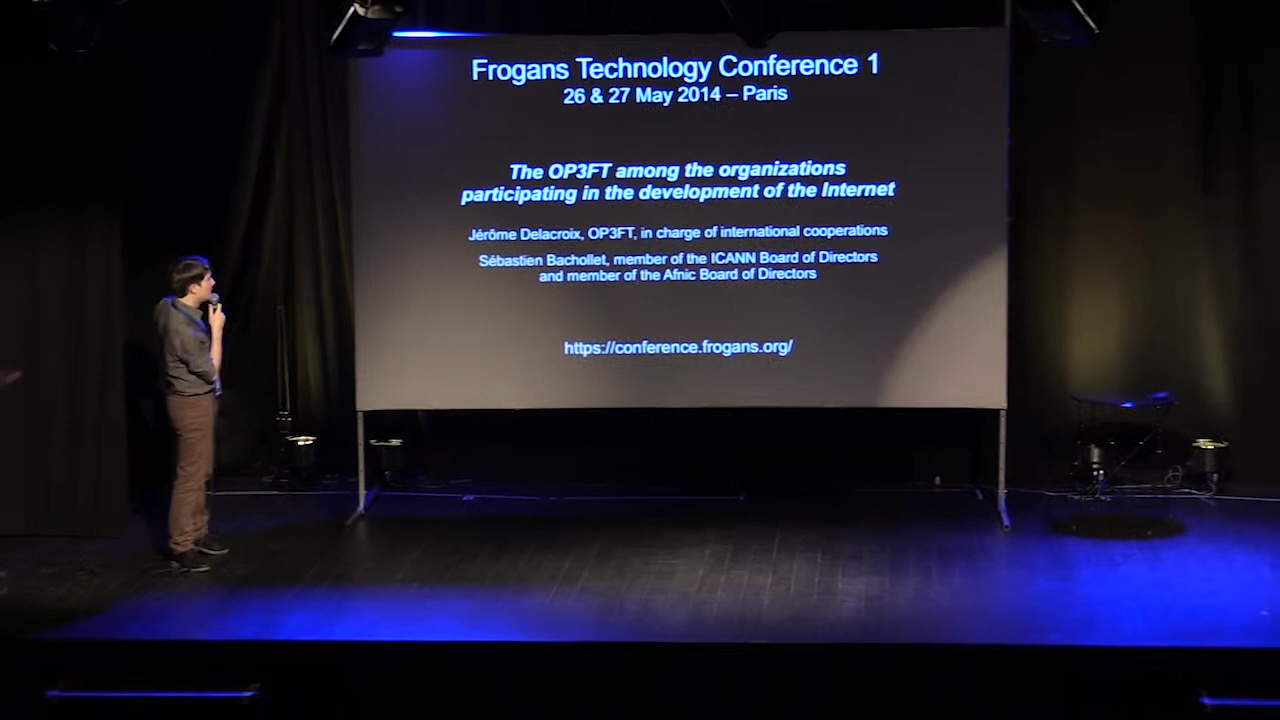 Frogans Technology Conference 1
26 & 27 May 2014 – Paris
The OP3FT among the organizations
participating in the development of the Internet
Jérôme Delacroix, OP3FT, in charge of international cooperations
Sébastien Bachollet, member of the ICANN Board of Directors
and member of the Afnic Board of Directors
https://conference.frogans.org/